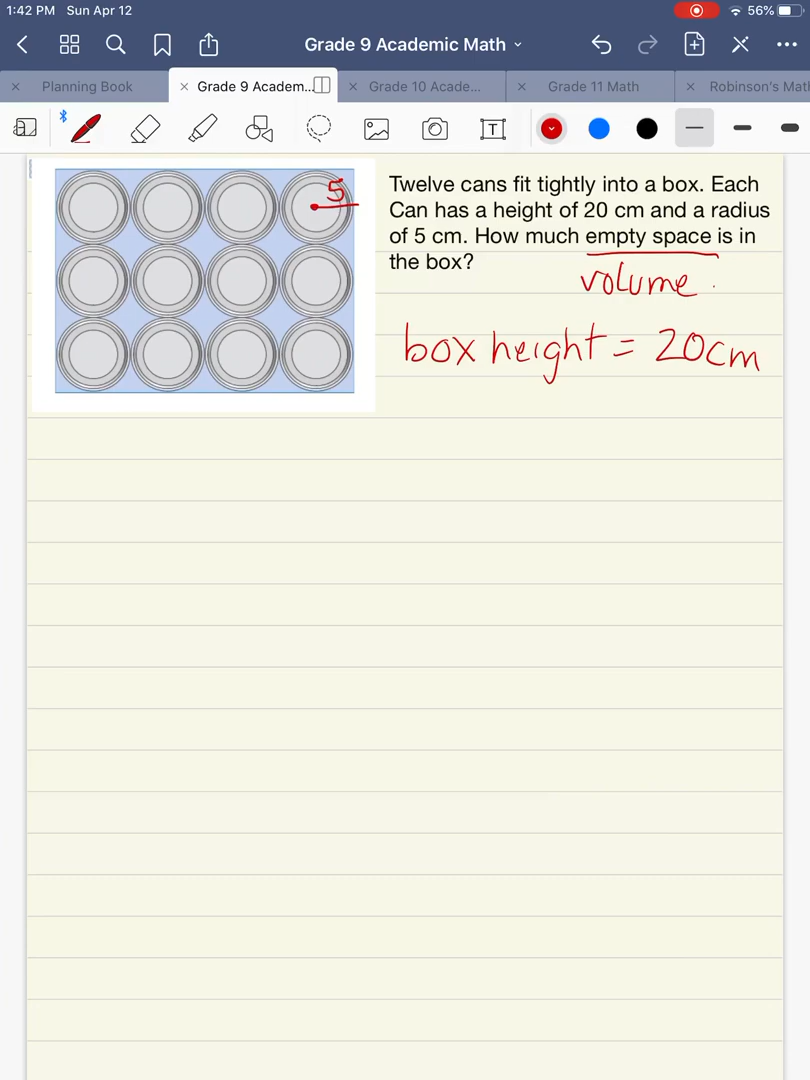 1:42 PM Sun Apr 12
56%
Grade 9 Academic Math
Planning Book
Grade 9 Academ...
Grade 10 Acade...
Grade 11 Math
Robinson's Mat
T
5
Twelve cans fit tightly into a box. Each
Can has a height of 20 cm and a radius
of 5 cm. How much empty space is in
the box?
volume
box height = 20cm